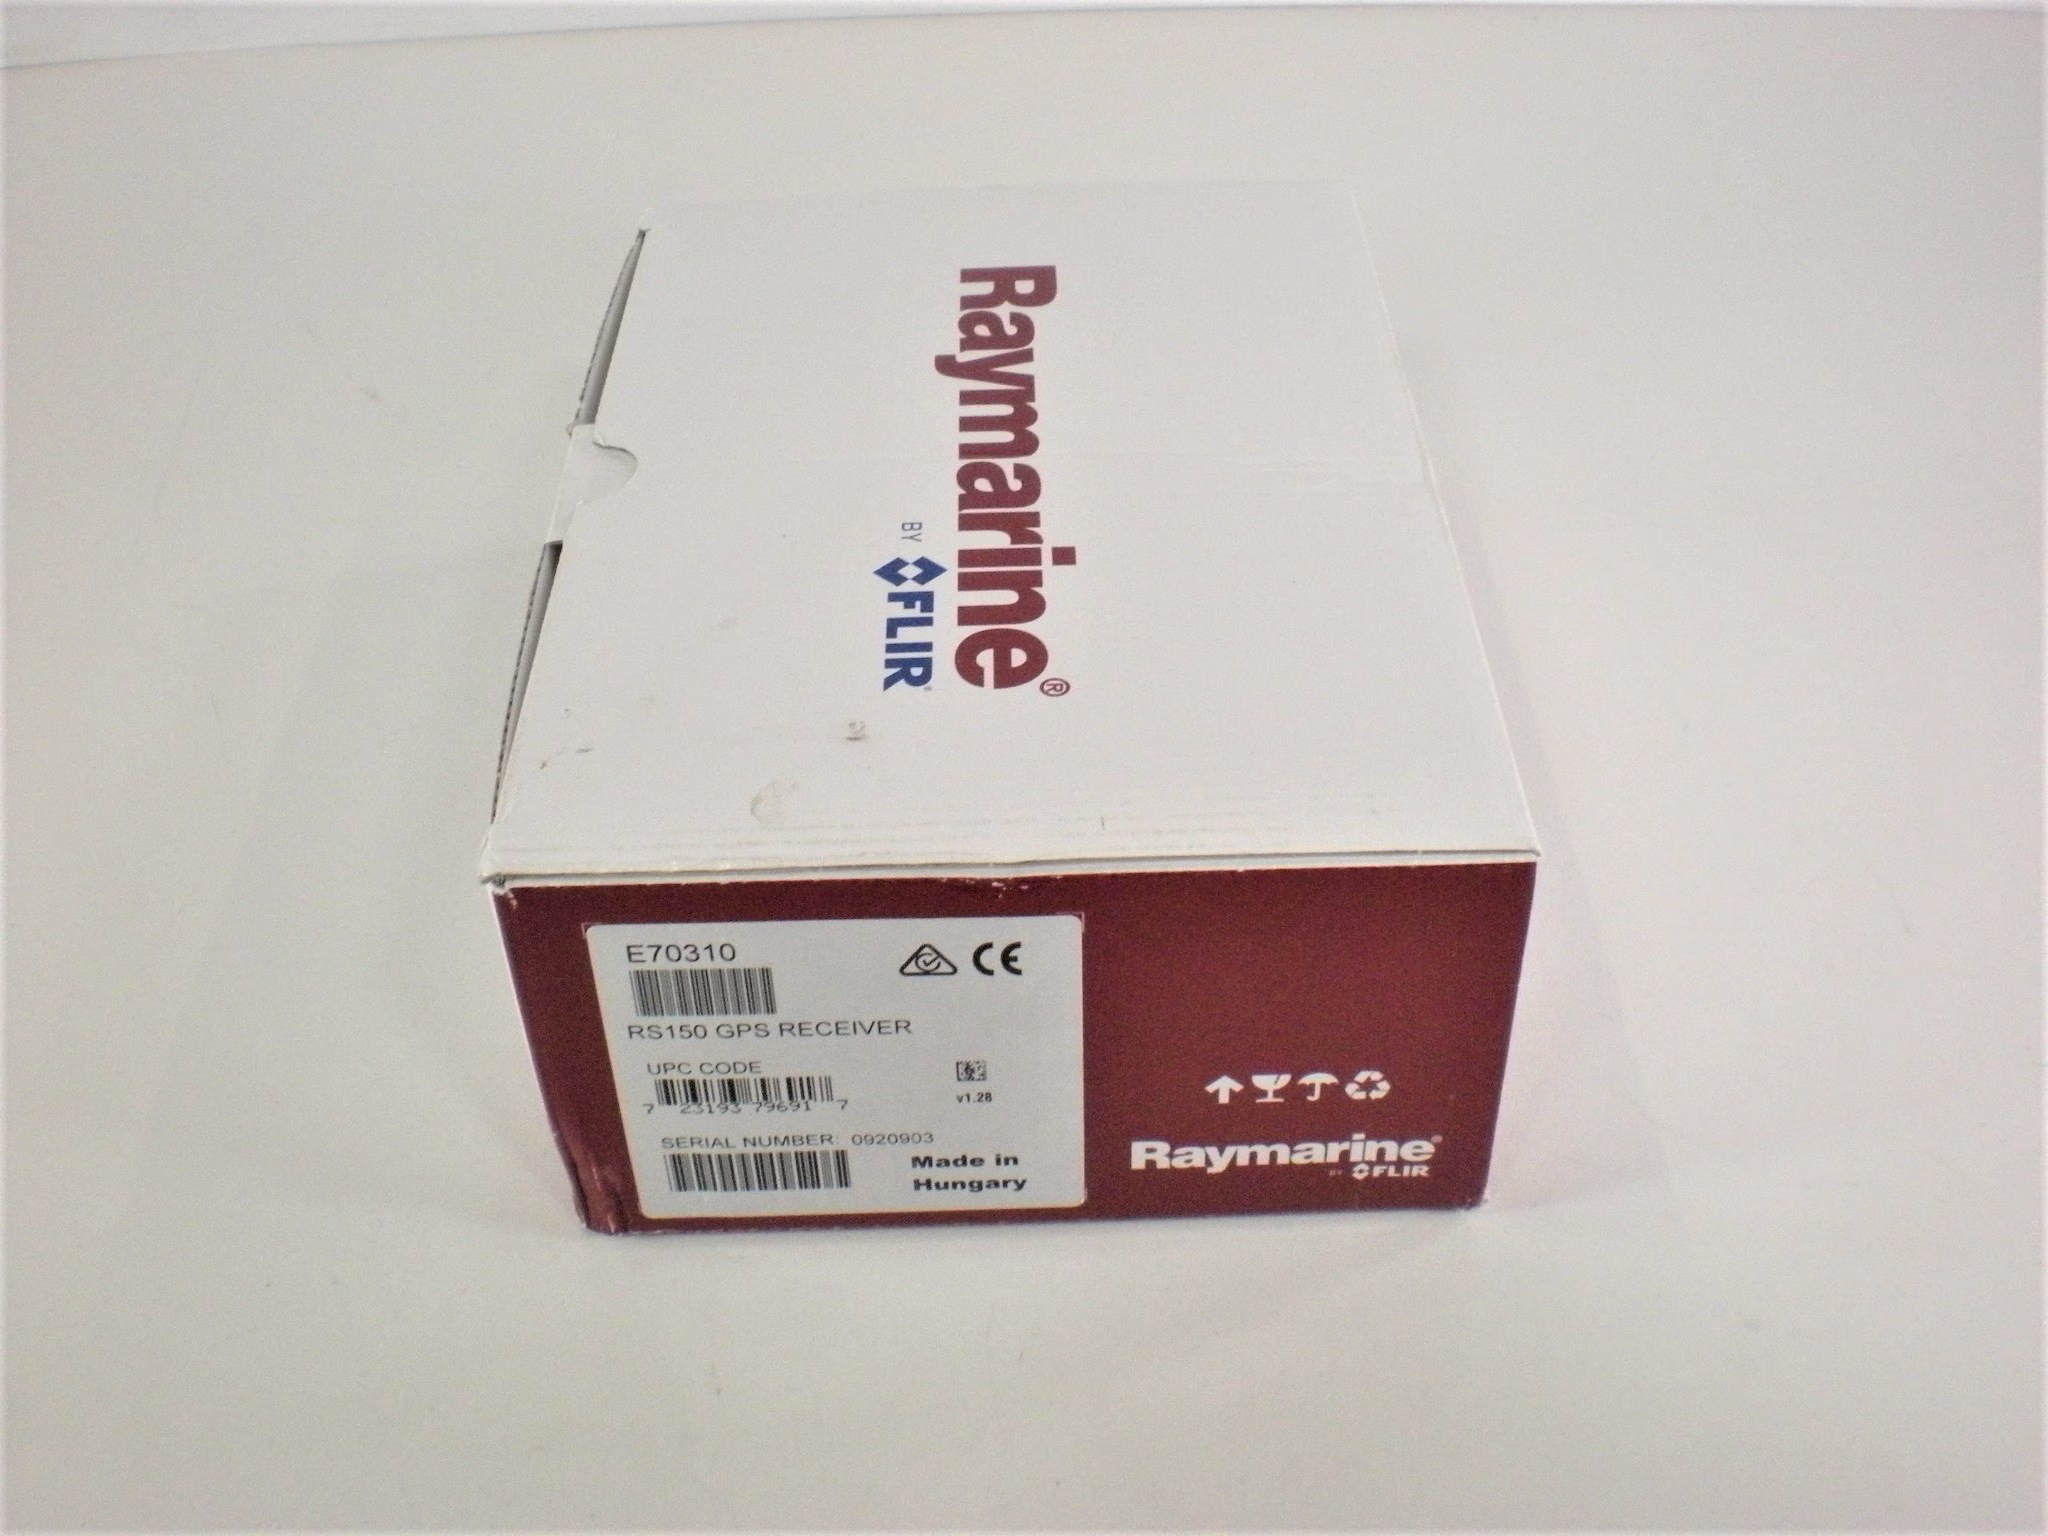 Raymarine®
BY FLIR®
E70310
CE
RS150 GPS RECEIVER
UPC CODE
7 23193 79691 7
v1.28
SERIAL NUMBER: 0920903
Made in
Hungary
Raymarine®
BY FLIR